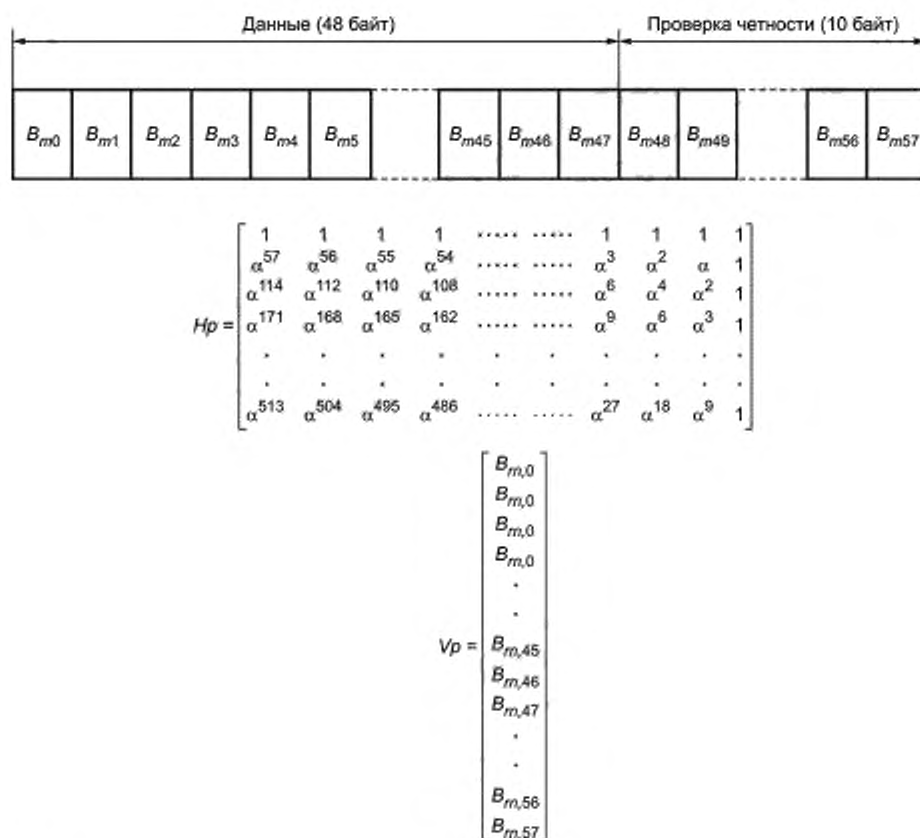 Данные (48 байт) Проверка четности (10 байт)
B_m0 B_m1 B_m2 B_m3 B_m4 B_m5 B_m45 B_m46 B_m47 B_m48 B_m49 B_m56 B_m57
1 1 1 1 ..... ..... 1 1 1 1
α^57 α^56 α^55 α^54 ..... ..... α^3 α^2 α 1
α^114 α^112 α^110 α^108 ..... ..... α^6 α^4 α^2 1
Hp = α^171 α^168 α^165 α^162 ..... ..... α^9 α^6 α^3 1
. . . . . . . . . .
. . . . . . . . . .
α^513 α^504 α^495 α^486 ..... ..... α^27 α^18 α^9 1
B_m,0
B_m,0
B_m,0
B_m,0
.
.
Vp = B_m,45
B_m,46
B_m,47
.
.
B_m,56
B_m,57